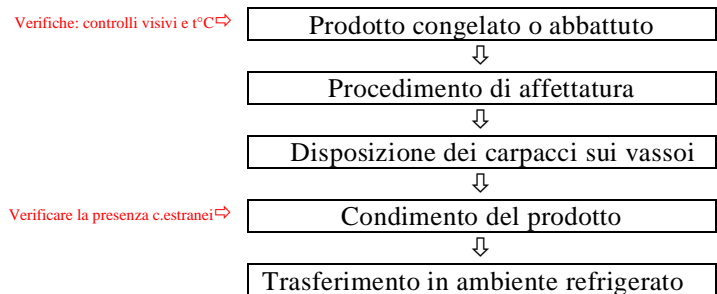 Verifiche: controlli visivi e t°C⇨ Prodotto congelato o abbattuto
⇩
Procedimento di affettatura
⇩
Disposizione dei carpacci sui vassoi
⇩
Verificare la presenza c.estranei⇨ Condimento del prodotto
⇩
Trasferimento in ambiente refrigerato